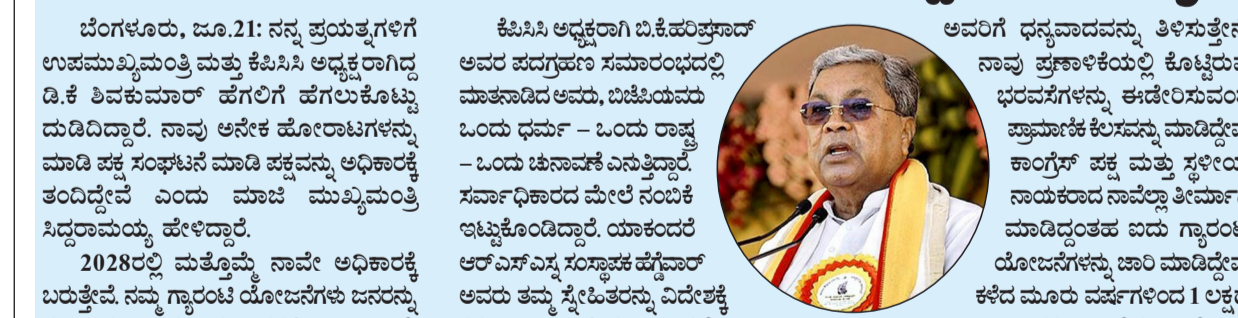 ಬೆಂಗಳೂರು, ಜೂ.21: ನನ್ನ ಪ್ರಯತ್ನಗಳಿಗೆ
ಉಪಮುಖ್ಯಮಂತ್ರಿ ಮತ್ತು ಕೆಪಿಸಿಸಿ ಅಧ್ಯಕ್ಷರಾಗಿದ್ದ
ಡಿ.ಕೆ ಶಿವಕುಮಾರ್ ಹೆಗಲಿಗೆ ಹೆಗಲುಕೊಟ್ಟು
ದುಡಿದಿದ್ದಾರೆ. ನಾವು ಅನೇಕ ಹೋರಾಟಗಳನ್ನು
ಮಾಡಿ ಪಕ್ಷ ಸಂಘಟನೆ ಮಾಡಿ ಪಕ್ಷವನ್ನು ಅಧಿಕಾರಕ್ಕೆ
ತಂದಿದ್ದೇವೆ ಎಂದು ಮಾಜಿ ಮುಖ್ಯಮಂತ್ರಿ
ಸಿದ್ದರಾಮಯ್ಯ ಹೇಳಿದ್ದಾರೆ.
2028ರಲ್ಲಿ ಮತ್ತೊಮ್ಮೆ ನಾವೇ ಅಧಿಕಾರಕ್ಕೆ
ಬರುತ್ತೇವೆ. ನಮ್ಮ ಗ್ಯಾರಂಟಿ ಯೋಜನೆಗಳು ಜನರನ್ನು
ಕೆಪಿಸಿಸಿ ಅಧ್ಯಕ್ಷರಾಗಿ ಬಿ.ಕೆ.ಹರಿಪ್ರಸಾದ್
ಅವರ ಪದಗ್ರಹಣ ಸಮಾರಂಭದಲ್ಲಿ
ಮಾತನಾಡಿದ ಅವರು, ಬಿಜೆಪಿಯವರು
ಒಂದು ಧರ್ಮ – ಒಂದು ರಾಷ್ಟ್ರ
– ಒಂದು ಚುನಾವಣೆ ಎನುತ್ತಿದ್ದಾರೆ.
ಸರ್ವಾಧಿಕಾರದ ಮೇಲೆ ನಂಬಿಕೆ
ಇಟ್ಟುಕೊಂಡಿದ್ದಾರೆ. ಯಾಕಂದರೆ
ಆರ್‌ಎಸ್‌ಎಸ್ನ ಸಂಸ್ಥಾಪಕ ಹೆಗ್ಡೆವಾರ್
ಅವರು ತಮ್ಮ ಸ್ನೇಹಿತರನ್ನು ವಿದೇಶಕ್ಕೆ
ಅವರಿಗೆ ಧನ್ಯವಾದವನ್ನು
ನಾವು ಪ್ರಣಾಳಿಕೆಯಲ್ಲಿ
ಭರವಸೆಗಳನ್ನು
ಪ್ರಾಮಾಣಿಕ ಕೆಲಸವನ್ನು
ಕಾಂಗ್ರೆಸ್ ಪಕ್ಷ ಮತ್ತು
ನಾಯಕರಾದ ನಾವೆಲ್ಲಾ
ಮಾಡಿದ್ದಂತಹ ಐದು
ಯೋಜನೆಗಳನ್ನು ಜಾರಿ
ಕಳೆದ ಮೂರು ವರ್ಷಗಳಿಂದ 1